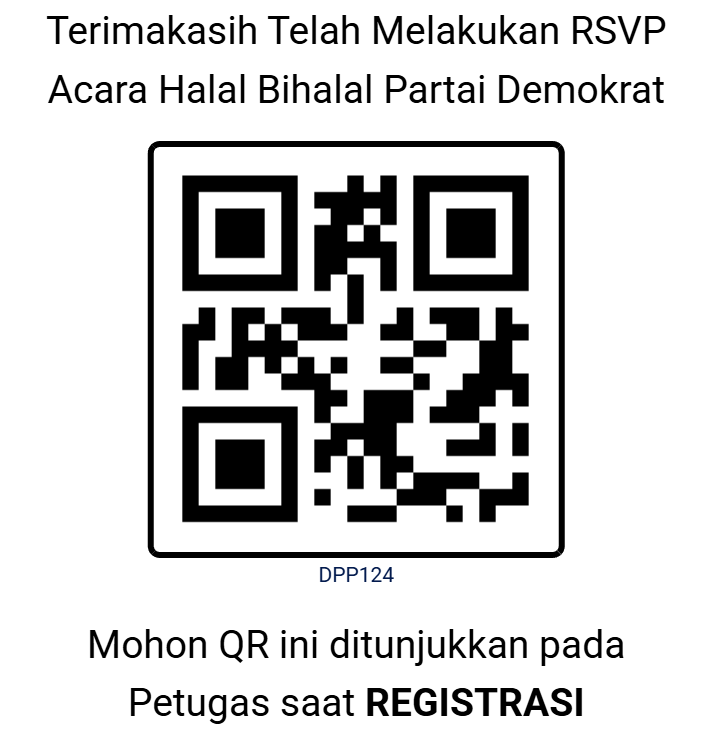 Terimakasih Telah Melakukan RSVP
Acara Halal Bihalal Partai Demokrat
DPP124
Mohon QR ini ditunjukkan pada
Petugas saat REGISTRASI